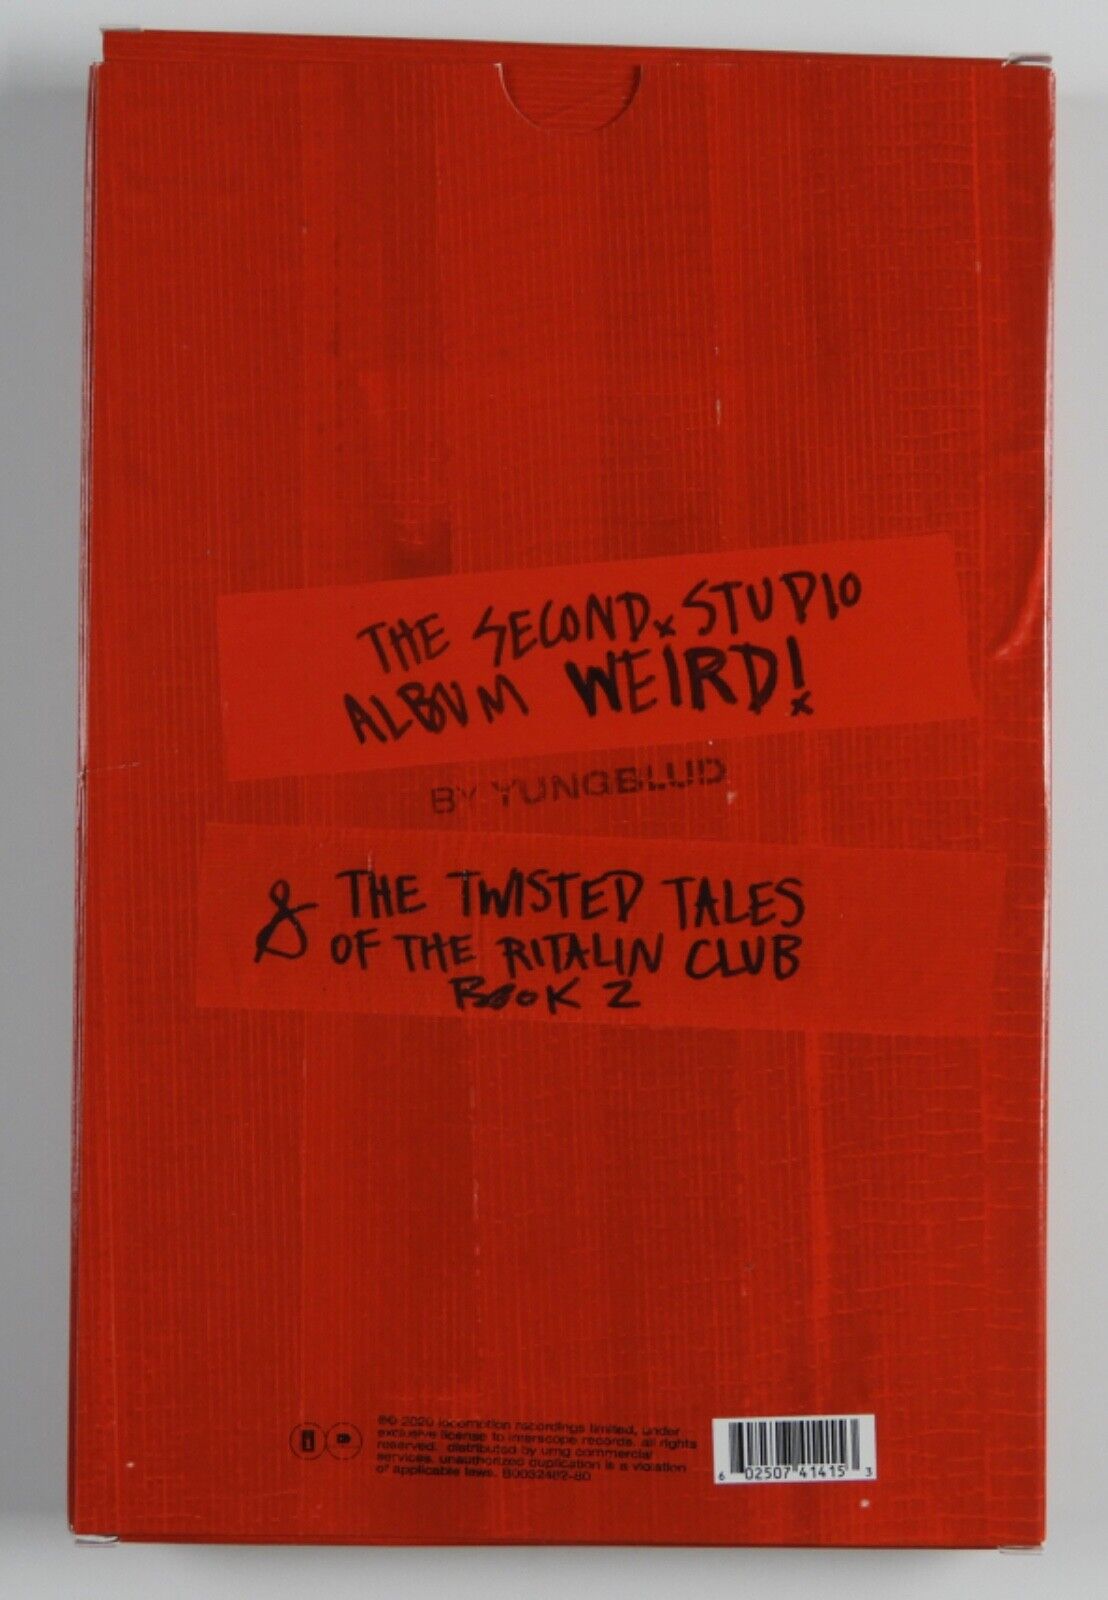 THE SECOND STUDIO
ALBUM WEIRD!
BY YUNGBLUD
& THE TWISTED TALES
OF THE RITALIN CLUB
BOOK 2
℗© 2020 locomotion recordings limited, under
exclusive license to interscope records. all rights
reserved. distributed by umg commercial
services. unauthorized duplication is a violation
of applicable laws. B0032482-80
6 02507 41415 3